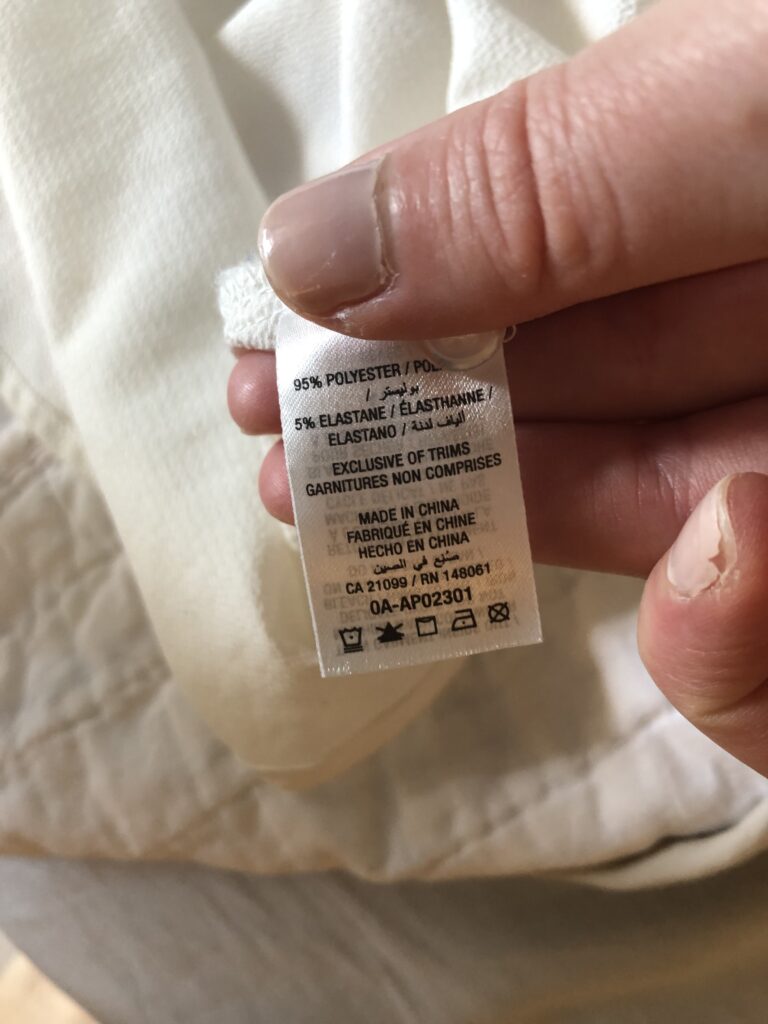 95% POLYESTER /
/ بوليستر
5% ELASTANE / ÉLASTHANNE /
ELASTANO / ألياف لدنة
EXCLUSIVE OF TRIMS
GARNITURES NON COMPRISES
MADE IN CHINA
FABRIQUÉ EN CHINE
HECHO EN CHINA
صنع في الصين
CA 21099 / RN 148061
0A-AP02301